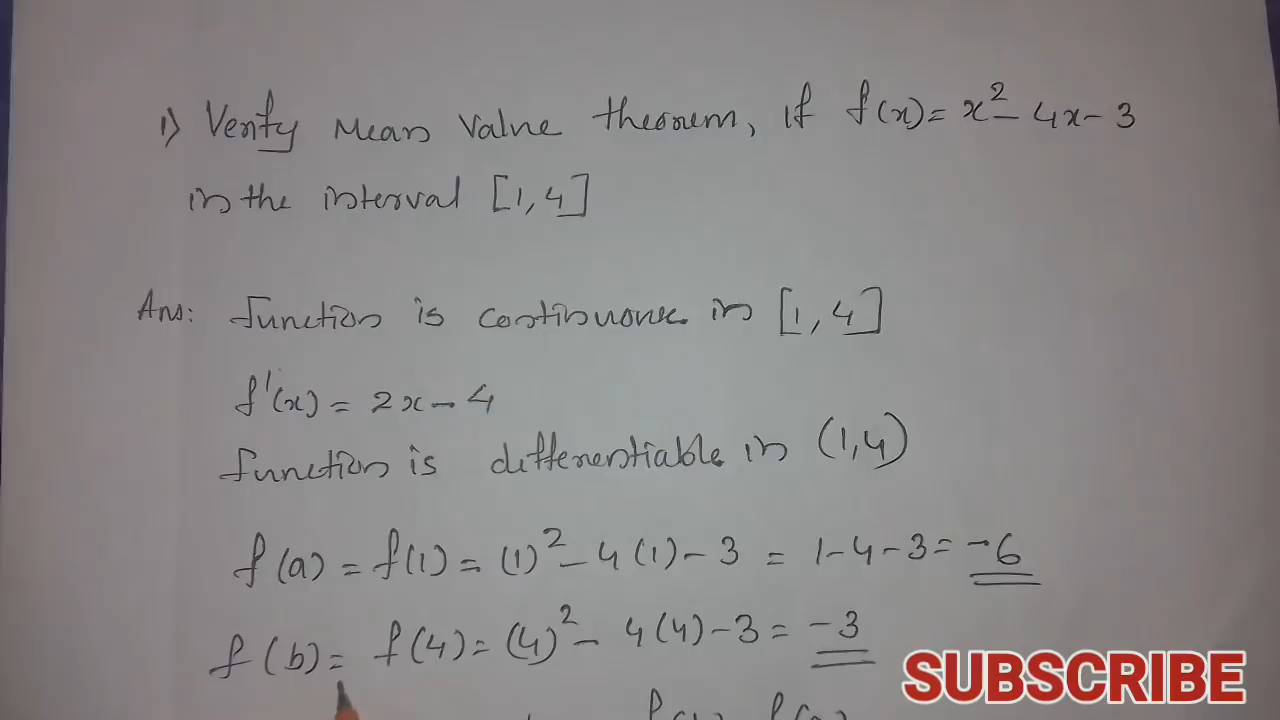 1) Verify Mean Value theorem, if f(x) = x² - 4x - 3
in the interval [1, 4]
Ans: Function is continuous in [1, 4]
f'(x) = 2x - 4
function is differentiable in (1,4)
f(a) = f(1) = (1)² - 4(1) - 3 = 1 - 4 - 3 = -6
f(b) = f(4) = (4)² - 4(4) - 3 = -3
SUBSCRIBE